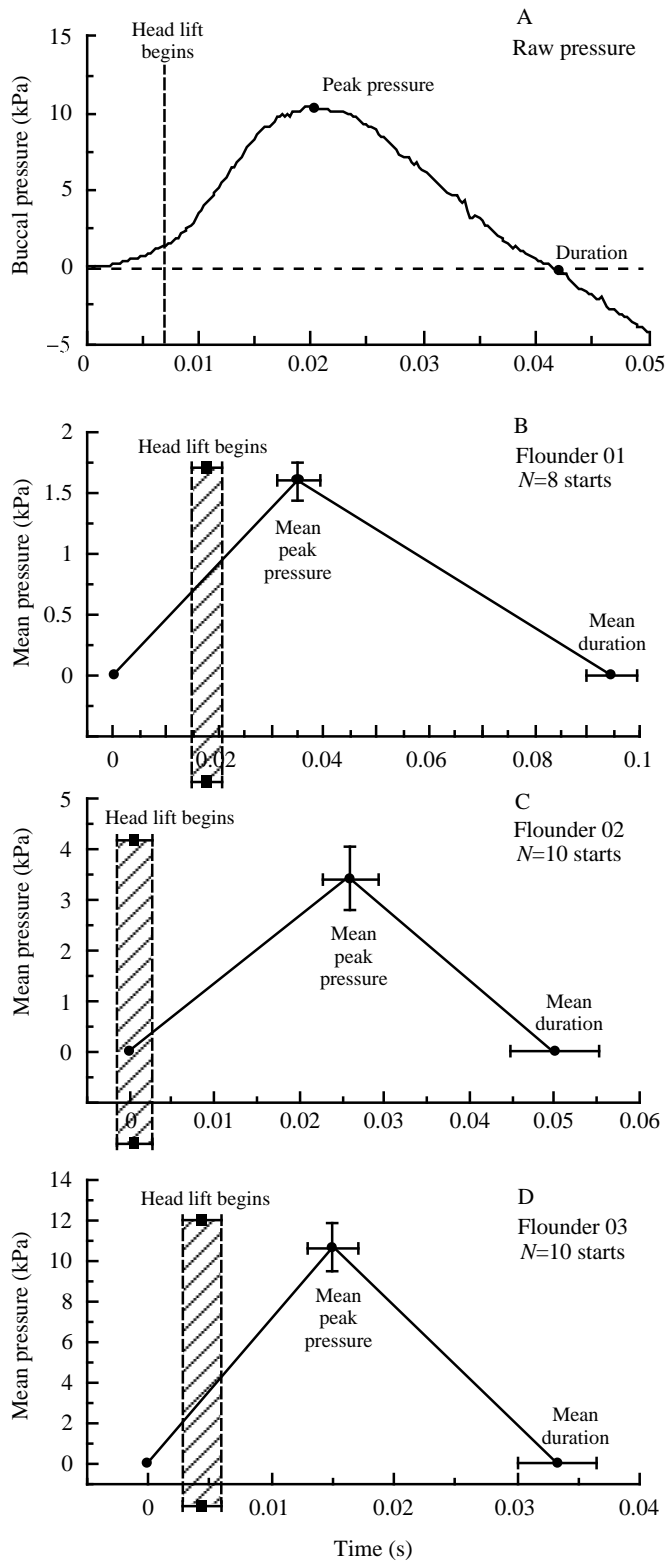 A
Raw pressure
Head lift
begins
Peak pressure
Duration
Buccal pressure (kPa)
15
10
5
0
−5
0
0.01
0.02
0.03
0.04
0.05
B
Flounder 01
N=8 starts
Head lift begins
Mean
peak
pressure
Mean
duration
Mean pressure (kPa)
2
1.5
1
0.5
0
0
0.02
0.04
0.06
0.08
0.1
C
Flounder 02
N=10 starts
Head lift begins
Mean
peak
pressure
Mean
duration
Mean pressure (kPa)
5
4
3
2
1
0
0
0.01
0.02
0.03
0.04
0.05
0.06
D
Flounder 03
N=10 starts
Head lift begins
Mean
peak
pressure
Mean
duration
Mean pressure (kPa)
14
12
10
8
6
4
2
0
0
0.01
0.02
0.03
0.04
Time (s)